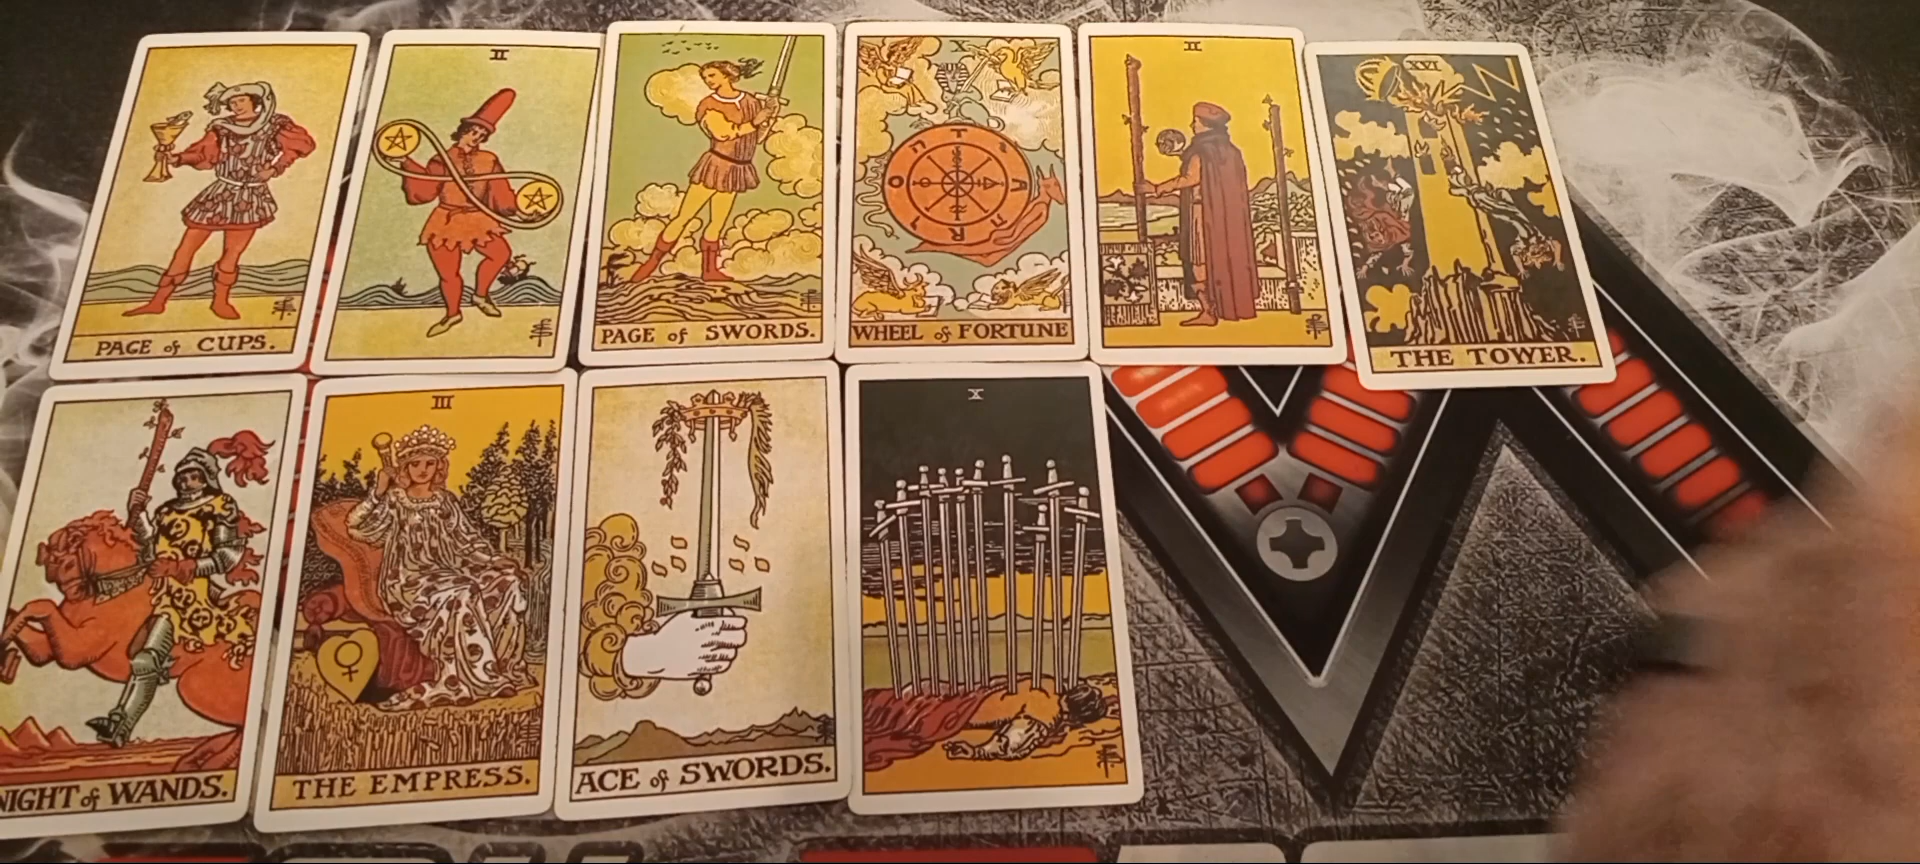 PAGE of CUPS.
II
PAGE of SWORDS.
X
WHEEL of FORTUNE
II
XVI
THE TOWER.
NIGHT of WANDS.
III
THE EMPRESS.
ACE of SWORDS.
X